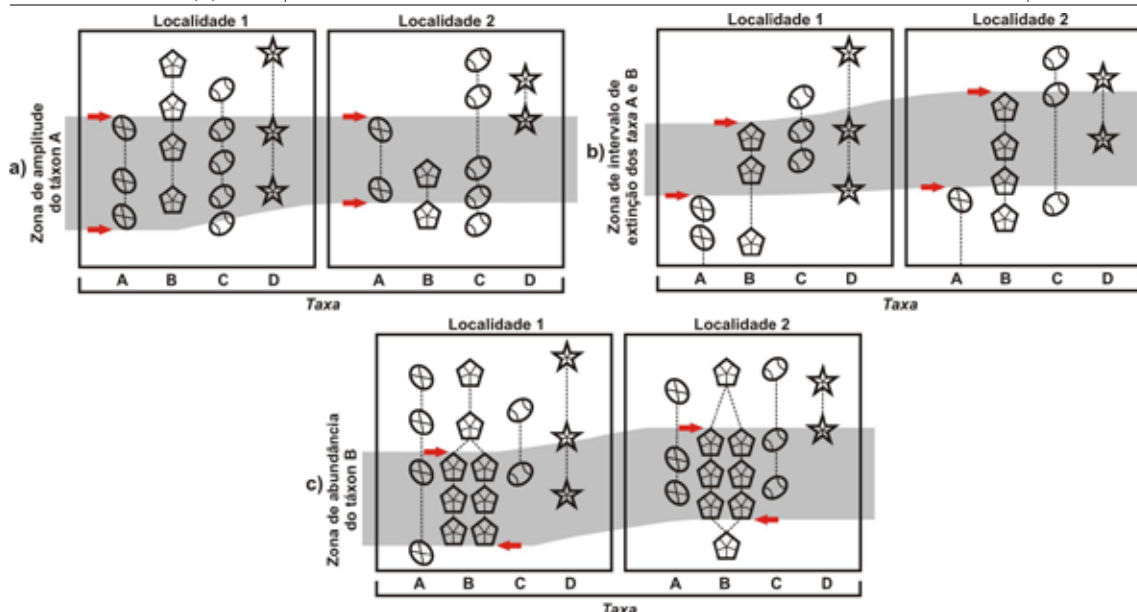 Localidade 1
Localidade 2
a)
Zona de amplitude
do táxon A
A B C D
A B C D
Taxa
Localidade 1
Localidade 2
b)
Zona de intervalo de
extinção dos taxa A e B
A B C D
A B C D
Taxa
Localidade 1
Localidade 2
c)
Zona de abundância
do táxon B
A B C D
A B C D
Taxa